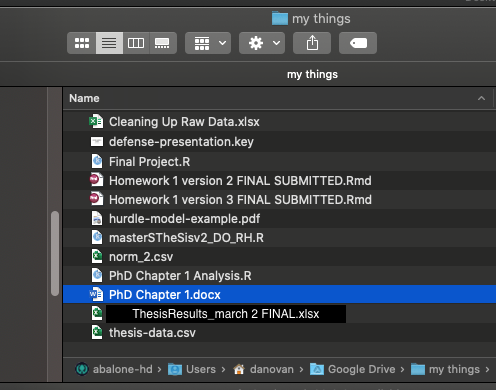 my things
my things
Name
Cleaning Up Raw Data.xlsx
defense-presentation.key
Final Project.R
Homework 1 version 2 FINAL SUBMITTED.Rmd
Homework 1 version 3 FINAL SUBMITTED.Rmd
hurdle-model-example.pdf
masterSTheSisv2_DO_RH.R
norm_2.csv
PhD Chapter 1 Analysis.R
PhD Chapter 1.docx
ThesisResults_march 2 FINAL.xlsx
thesis-data.csv
abalone-hd › Users › danovan › Google Drive › my things ›